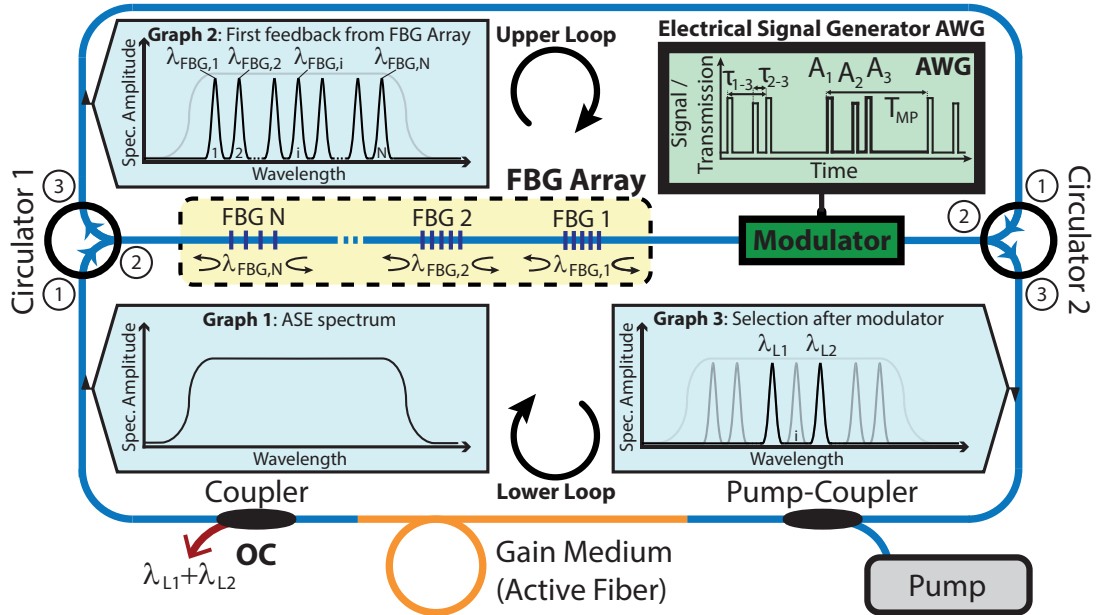 Graph 2: First feedback from FBG Array
λFBG,1 λFBG,2 λFBG,i λFBG,N
Spec. Amplitude
1 2 ... i ... N
Wavelength
Upper Loop
Electrical Signal Generator AWG
AWG
Signal / Transmission
τ1-3 τ2-3 A1 A2 A3
TMP
Time
FBG Array
Circulator 1
3
2
1
FBG N FBG 2 FBG 1
...
λFBG,N λFBG,2 λFBG,1
Modulator
1
2
3
Circulator 2
Graph 1: ASE spectrum
Spec. Amplitude
Wavelength
Lower Loop
Graph 3: Selection after modulator
λL1 λL2
Spec. Amplitude
i
Wavelength
Coupler
OC
λL1+λL2
Gain Medium
(Active Fiber)
Pump-Coupler
Pump